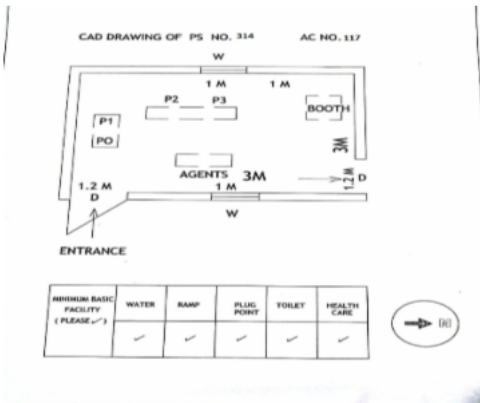 CAD DRAWING OF PS NO. 314 AC NO. 117
W
1 M 1 M
P2 P3
BOOTH
P1
PO
3M
AGENTS 3M
1.2 M 1 M 1.2 M D
D
W
ENTRANCE
MINIMUM BASIC FACILITY (PLEASE ✓) WATER RAMP PLUG POINT TOILET HEALTH CARE
✓ ✓ ✓ ✓ ✓